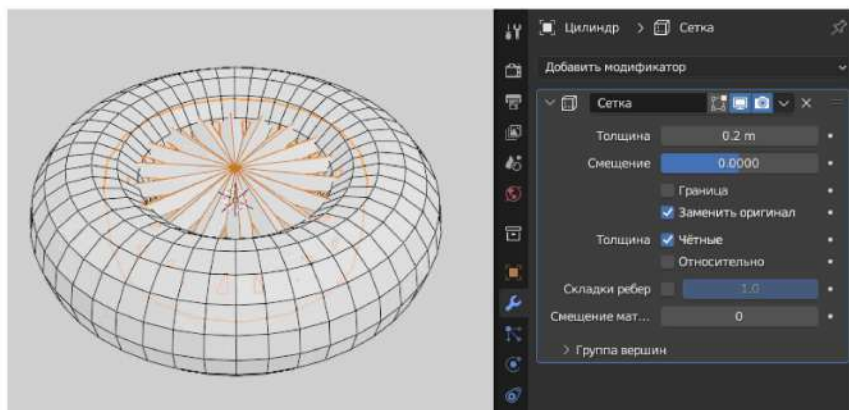 Цилиндр > Сетка
Добавить модификатор
Сетка
Толщина 0.2 m
Смещение 0.0000
Граница
Заменить оригинал
Толщина Чётные
Относительно
Складки ребер 1.0
Смещение мат... 0
> Группа вершин